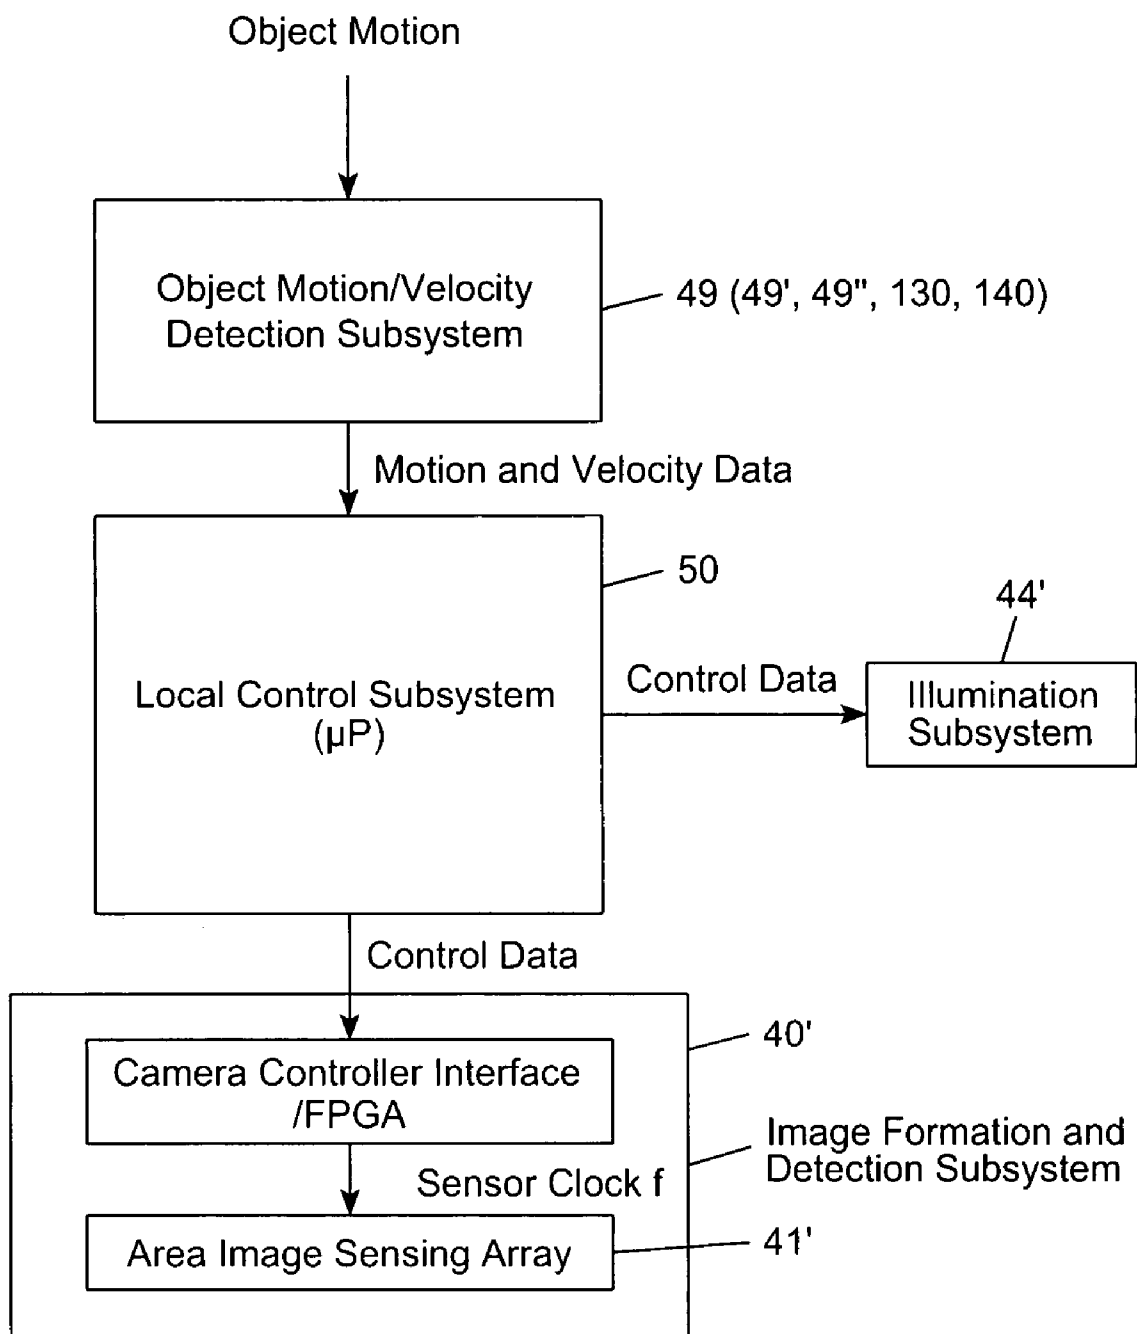 Object Motion
Object Motion/Velocity
Detection Subsystem
49 (49', 49", 130, 140)
Motion and Velocity Data
50
Local Control Subsystem
(µP)
Control Data
44'
Illumination
Subsystem
Control Data
40'
Camera Controller Interface
/FPGA
Image Formation and
Detection Subsystem
Sensor Clock f
Area Image Sensing Array
41'